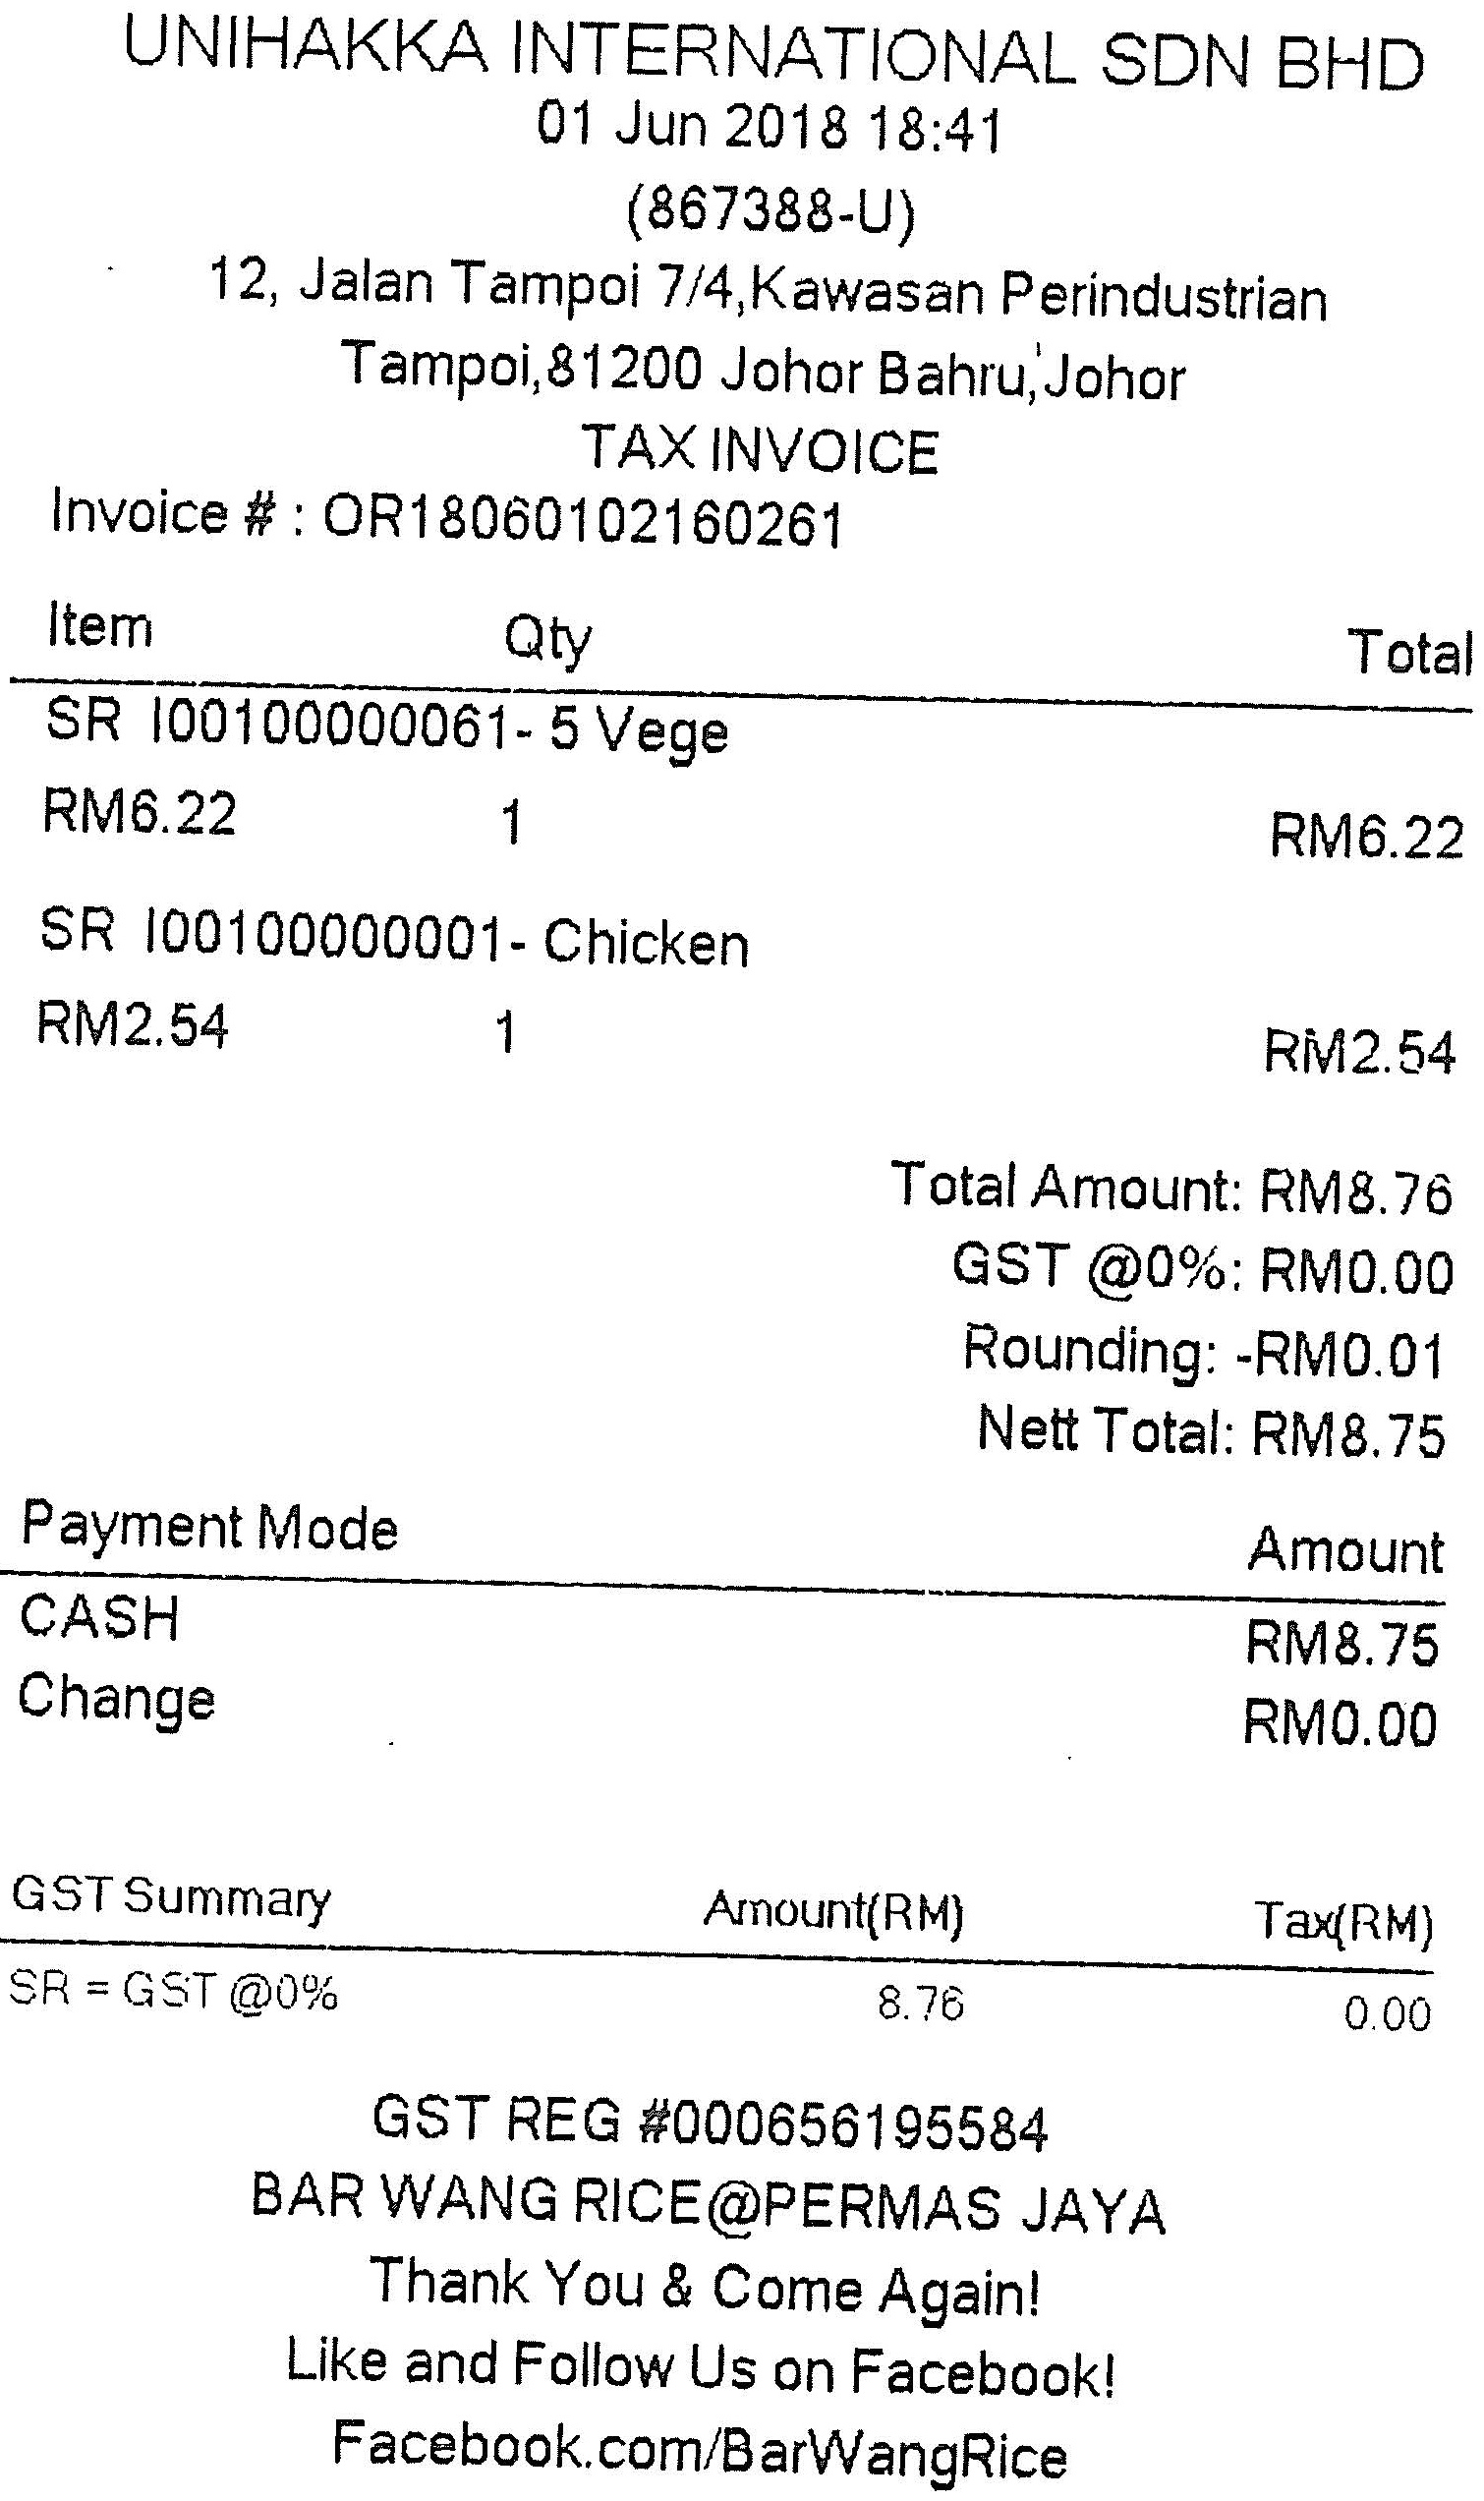 UNIHAKKA INTERNATIONAL SDN BHD
01 Jun 2018 18:41
(867388-U)
12, Jalan Tampoi 7/4,Kawasan Perindustrian
Tampoi,81200 Johor Bahru,Johor
TAX INVOICE
Invoice # : OR18060102160261
Item Qty Total
SR I00100000061- 5 Vege
RM6.22 1 RM6.22
SR I00100000001- Chicken
RM2.54 1 RM2.54
Total Amount: RM8.76
GST @0%: RM0.00
Rounding: -RM0.01
Nett Total: RM8.75
Payment Mode Amount
CASH RM8.75
Change RM0.00
GST Summary Amount(RM) Tax(RM)
SR = GST @0% 8.76 0.00
GST REG #000656195584
BAR WANG RICE@PERMAS JAYA
Thank You & Come Again!
Like and Follow Us on Facebook!
Facebook.com/BarWangRice